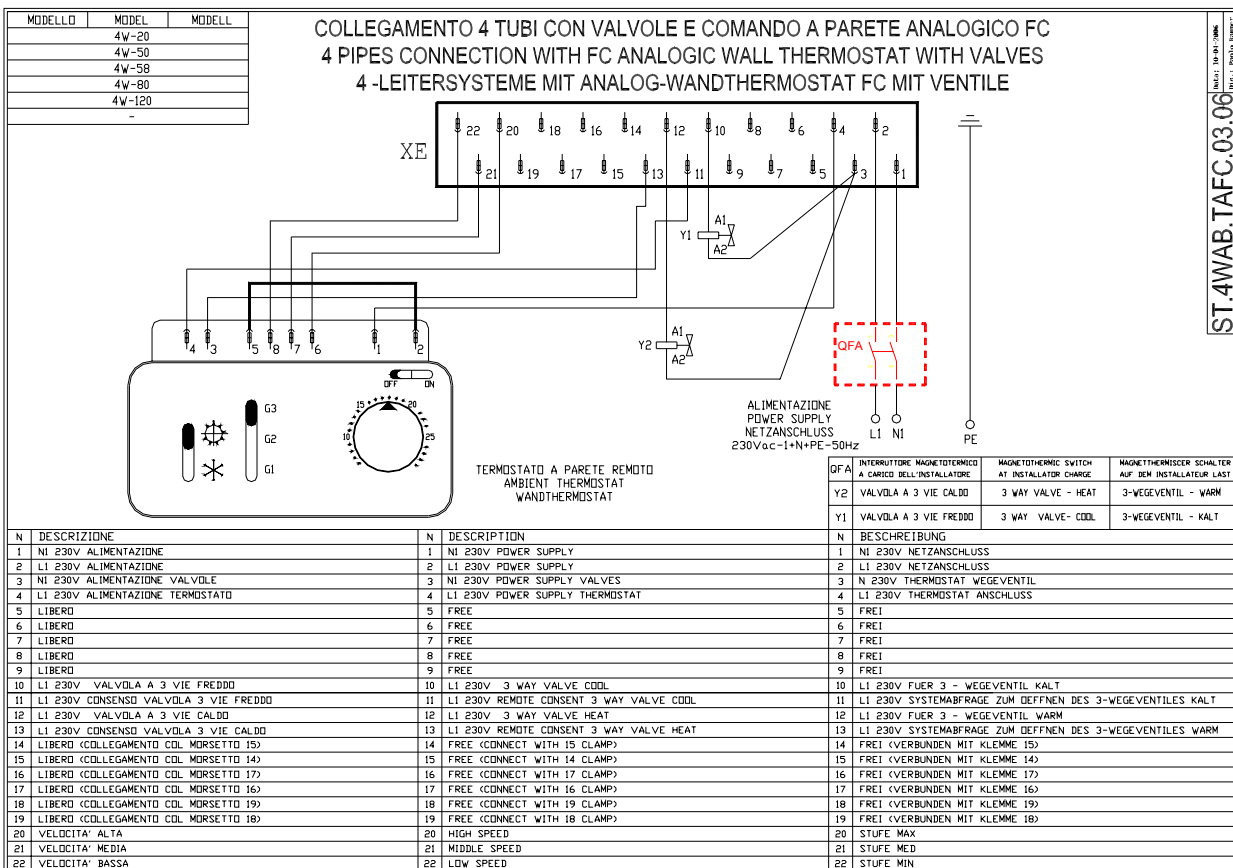 MODELLO MODEL MODELL
4W-20
4W-50
4W-58
4W-80
4W-120
-
COLLEGAMENTO 4 TUBI CON VALVOLE E COMANDO A PARETE ANALOGICO FC
4 PIPES CONNECTION WITH FC ANALOGIC WALL THERMOSTAT WITH VALVES
4 -LEITERSYSTEME MIT ANALOG-WANDTHERMOSTAT FC MIT VENTILE
Data: 10-01-2006
ST.4WAB.TAFC.03.06
XE
22 20 18 16 14 12 10 8 6 4 2
21 19 17 15 13 11 9 7 5 3 1
A1
Y1
A2
A1
Y2
A2
QFA
4 3 5 8 7 6 1 2
OFF ON
G3
G2
G1
10 15 20 25
TERMOSTATO A PARETE REMOTO
AMBIENT THERMOSTAT
WANDTHERMOSTAT
ALIMENTAZIONE
POWER SUPPLY
NETZANSCHLUSS
230Vac-1+N+PE-50Hz
L1 N1
PE
QFA INTERRUTTORE MAGNETOTERMICO A CARICO DELL'INSTALLATORE MAGNETOTHERMIC SWITCH AT INSTALLATOR CHARGE MAGNETTHERMISCER SCHALTER AUF DEM INSTALLATEUR LAST
Y2 VALVOLA A 3 VIE CALDO 3 WAY VALVE - HEAT 3-WEGEVENTIL - WARM
Y1 VALVOLA A 3 VIE FREDDO 3 WAY VALVE- COOL 3-WEGEVENTIL - KALT
N DESCRIZIONE N DESCRIPTION N BESCHREIBUNG
1 N1 230V ALIMENTAZIONE 1 N1 230V POWER SUPPLY 1 N1 230V NETZANSCHLUSS
2 L1 230V ALIMENTAZIONE 2 L1 230V POWER SUPPLY 2 L1 230V NETZANSCHLUSS
3 N1 230V ALIMENTAZIONE VALVOLE 3 N1 230V POWER SUPPLY VALVES 3 N 230V THERMOSTAT WEGEVENTIL
4 L1 230V ALIMENTAZIONE TERMOSTATO 4 L1 230V POWER SUPPLY THERMOSTAT 4 L1 230V THERMOSTAT ANSCHLUSS
5 LIBERO 5 FREE 5 FREI
6 LIBERO 6 FREE 6 FREI
7 LIBERO 7 FREE 7 FREI
8 LIBERO 8 FREE 8 FREI
9 LIBERO 9 FREE 9 FREI
10 L1 230V VALVOLA A 3 VIE FREDDO 10 L1 230V 3 WAY VALVE COOL 10 L1 230V FUER 3 - WEGEVENTIL KALT
11 L1 230V CONSENSO VALVOLA 3 VIE FREDDO 11 L1 230V REMOTE CONSENT 3 WAY VALVE COOL 11 L1 230V SYSTEMABFRAGE ZUM OEFFNEN DES 3-WEGEVENTILES KALT
12 L1 230V VALVOLA A 3 VIE CALDO 12 L1 230V 3 WAY VALVE HEAT 12 L1 230V FUER 3 - WEGEVENTIL WARM
13 L1 230V CONSENSO VALVOLA 3 VIE CALDO 13 L1 230V REMOTE CONSENT 3 WAY VALVE HEAT 13 L1 230V SYSTEMABFRAGE ZUM OEFFNEN DES 3-WEGEVENTILES WARM
14 LIBERO (COLLEGAMENTO COL MORSETTO 15) 14 FREE (CONNECT WITH 15 CLAMP) 14 FREI (VERBUNDEN MIT KLEMME 15)
15 LIBERO (COLLEGAMENTO COL MORSETTO 14) 15 FREE (CONNECT WITH 14 CLAMP) 15 FREI (VERBUNDEN MIT KLEMME 14)
16 LIBERO (COLLEGAMENTO COL MORSETTO 17) 16 FREE (CONNECT WITH 17 CLAMP) 16 FREI (VERBUNDEN MIT KLEMME 17)
17 LIBERO (COLLEGAMENTO COL MORSETTO 16) 17 FREE (CONNECT WITH 16 CLAMP) 17 FREI (VERBUNDEN MIT KLEMME 16)
18 LIBERO (COLLEGAMENTO COL MORSETTO 19) 18 FREE (CONNECT WITH 19 CLAMP) 18 FREI (VERBUNDEN MIT KLEMME 19)
19 LIBERO (COLLEGAMENTO COL MORSETTO 18) 19 FREE (CONNECT WITH 18 CLAMP) 19 FREI (VERBUNDEN MIT KLEMME 18)
20 VELOCITA' ALTA 20 HIGH SPEED 20 STUFE MAX
21 VELOCITA' MEDIA 21 MIDDLE SPEED 21 STUFE MED
22 VELOCITA' BASSA 22 LOW SPEED 22 STUFE MIN